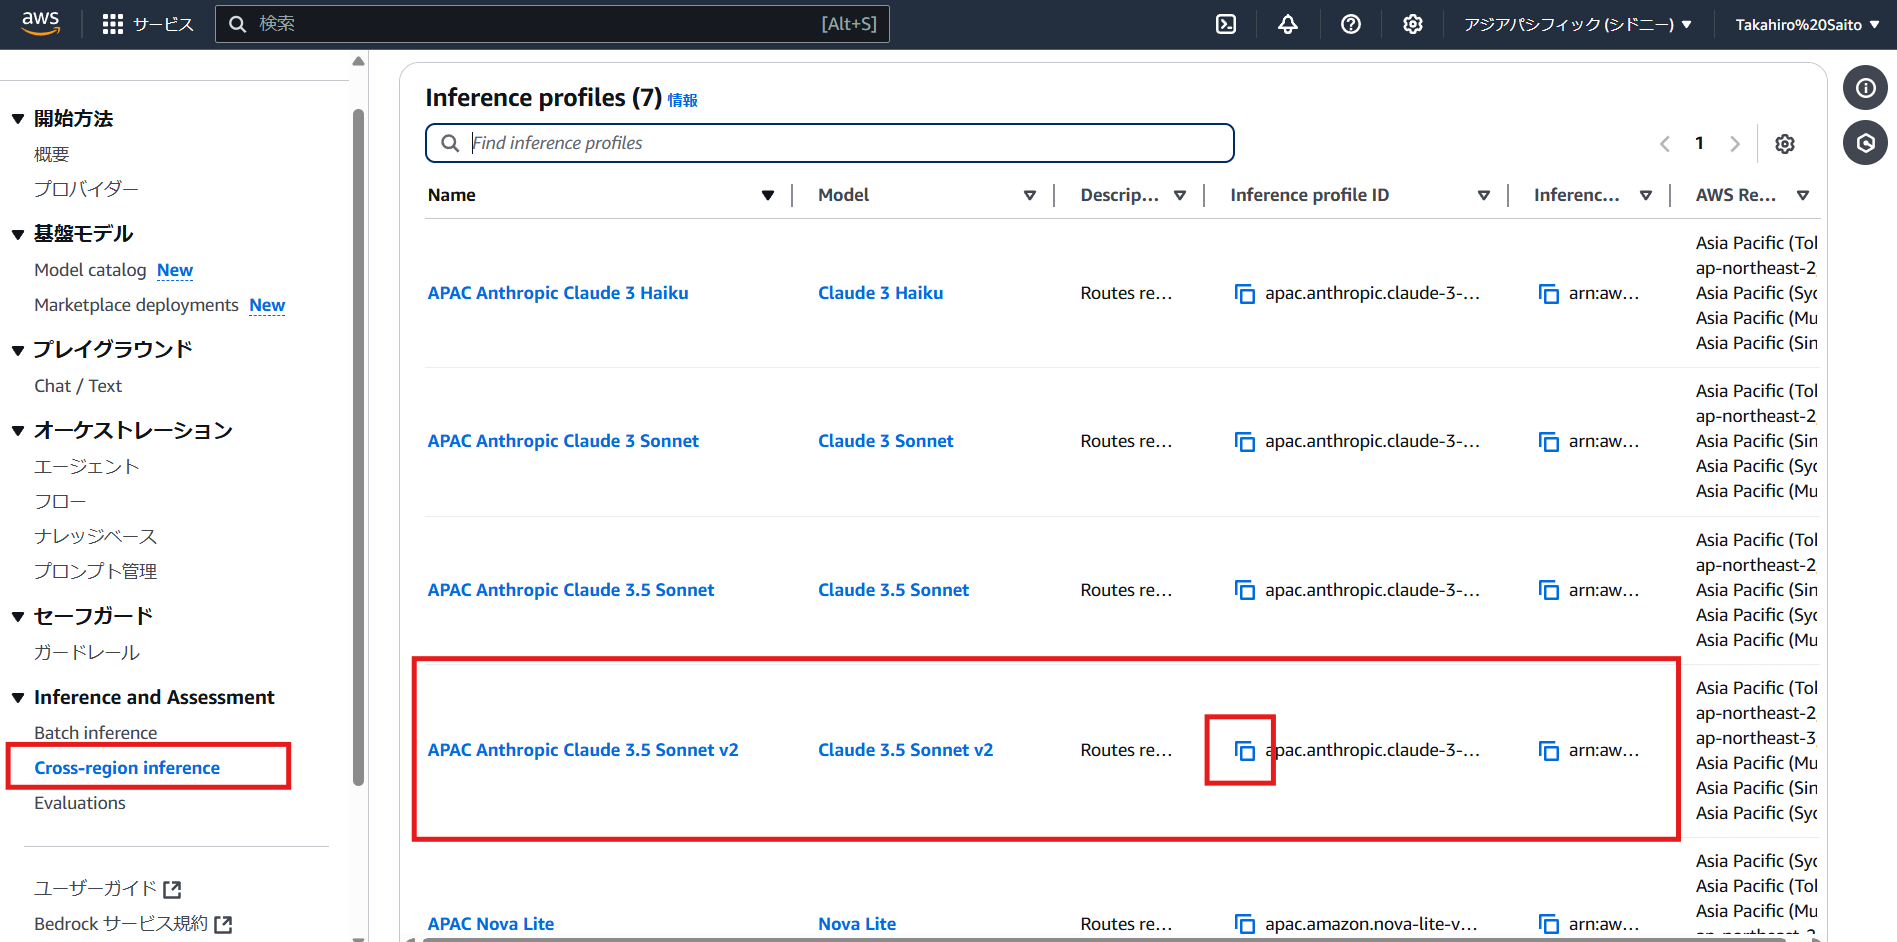 aws
サービス
検索
[Alt+S]
アジアパシフィック (シドニー)
Takahiro%20Saito
開始方法
概要
プロバイダー
基盤モデル
Model catalog New
Marketplace deployments New
プレイグラウンド
Chat / Text
オーケストレーション
エージェント
フロー
ナレッジベース
プロンプト管理
セーフガード
ガードレール
Inference and Assessment
Batch inference
Cross-region inference
Evaluations
ユーザーガイド
Bedrock サービス規約
Inference profiles (7) 情報
Find inference profiles
1
Name Model Descrip... Inference profile ID Inferenc... AWS Re...
APAC Anthropic Claude 3 Haiku Claude 3 Haiku Routes re... apac.anthropic.claude-3-... arn:aw...
Asia Pacific (Tol
ap-northeast-2
Asia Pacific (Syc
Asia Pacific (Mu
Asia Pacific (Sin
APAC Anthropic Claude 3 Sonnet Claude 3 Sonnet Routes re... apac.anthropic.claude-3-... arn:aw...
Asia Pacific (Tol
ap-northeast-2
Asia Pacific (Sin
Asia Pacific (Syc
Asia Pacific (Mu
APAC Anthropic Claude 3.5 Sonnet Claude 3.5 Sonnet Routes re... apac.anthropic.claude-3-... arn:aw...
Asia Pacific (Tol
ap-northeast-2
Asia Pacific (Sin
Asia Pacific (Syc
Asia Pacific (Mu
APAC Anthropic Claude 3.5 Sonnet v2 Claude 3.5 Sonnet v2 Routes re... apac.anthropic.claude-3-... arn:aw...
Asia Pacific (Tol
ap-northeast-2
ap-northeast-3
Asia Pacific (Mu
Asia Pacific (Sin
Asia Pacific (Syc
APAC Nova Lite Nova Lite Routes re... apac.amazon.nova-lite-v... arn:aw...
Asia Pacific (Syc
Asia Pacific (Tol
Asia Pacific (Mu